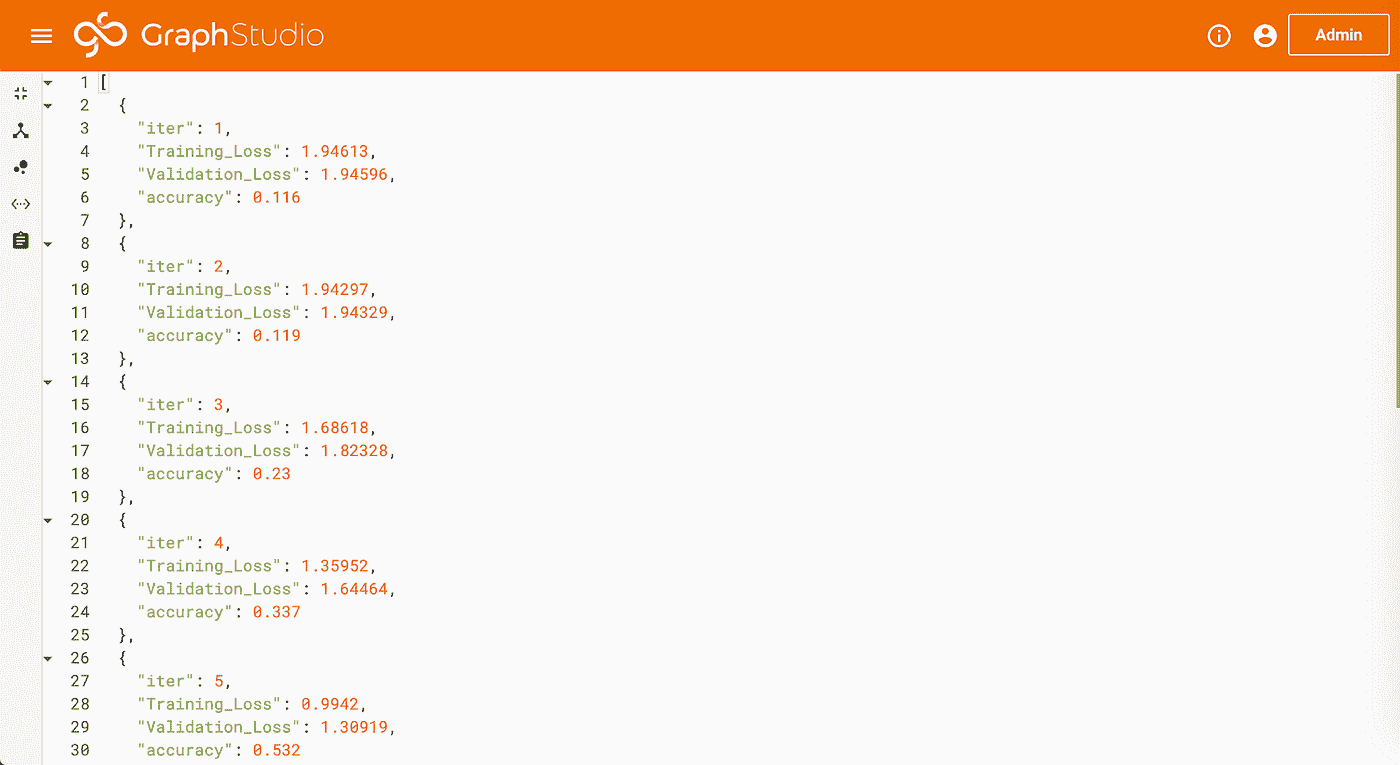 GraphStudio
Admin
1 [
2 {
3 "iter": 1,
4 "Training_Loss": 1.94613,
5 "Validation_Loss": 1.94596,
6 "accuracy": 0.116
7 },
8 {
9 "iter": 2,
10 "Training_Loss": 1.94297,
11 "Validation_Loss": 1.94329,
12 "accuracy": 0.119
13 },
14 {
15 "iter": 3,
16 "Training_Loss": 1.68618,
17 "Validation_Loss": 1.82328,
18 "accuracy": 0.23
19 },
20 {
21 "iter": 4,
22 "Training_Loss": 1.35952,
23 "Validation_Loss": 1.64464,
24 "accuracy": 0.337
25 },
26 {
27 "iter": 5,
28 "Training_Loss": 0.9942,
29 "Validation_Loss": 1.30919,
30 "accuracy": 0.532